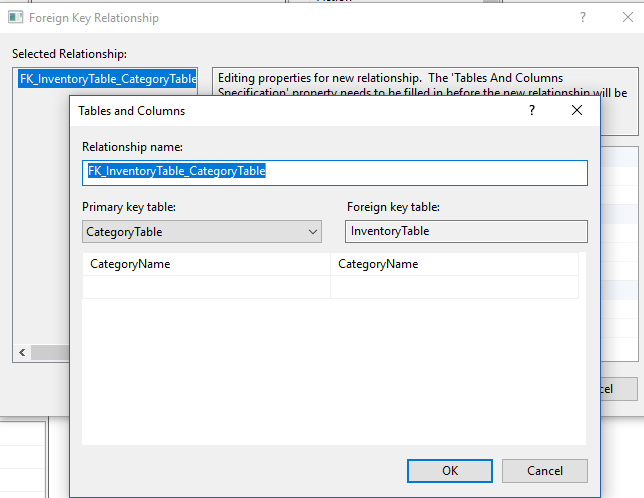 Foreign Key Relationship
Selected Relationship:
FK_InventoryTable_CategoryTable
Editing properties for new relationship. The 'Tables And Columns
Specification' property needs to be filled in before the new relationship will be
Tables and Columns
Relationship name:
FK_InventoryTable_CategoryTable
Primary key table:
Foreign key table:
CategoryTable
InventoryTable
CategoryName
CategoryName
cel
OK
Cancel